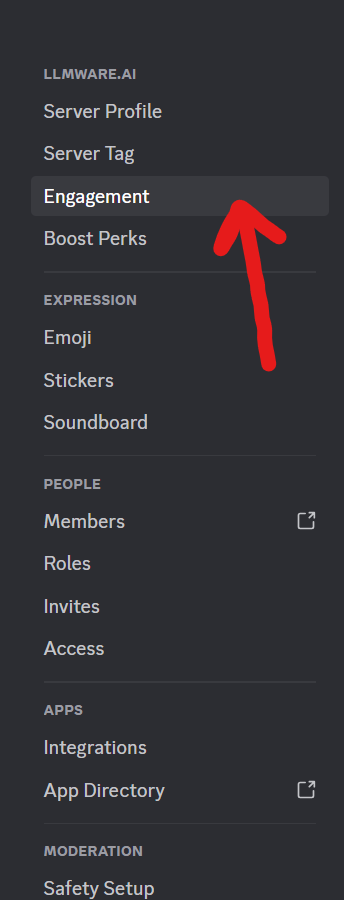 LLMWARE.AI
Server Profile
Server Tag
Engagement
Boost Perks
EXPRESSION
Emoji
Stickers
Soundboard
PEOPLE
Members
Roles
Invites
Access
APPS
Integrations
App Directory
MODERATION
Safety Setup